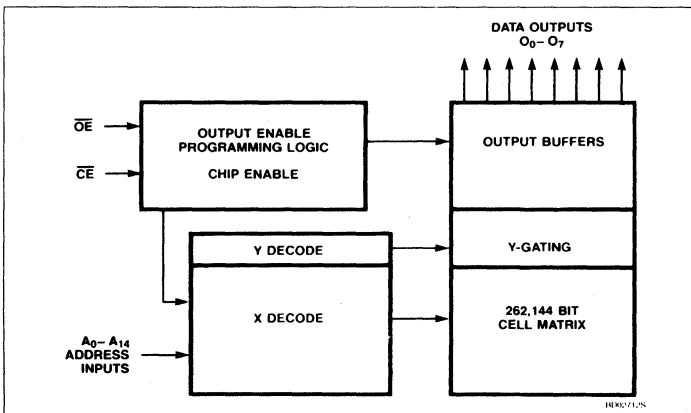 DATA OUTPUTS
O0– O7
OE
CE
OUTPUT ENABLE
PROGRAMMING LOGIC
CHIP ENABLE
OUTPUT BUFFERS
Y DECODE
Y-GATING
X DECODE
262,144 BIT
CELL MATRIX
A0– A14
ADDRESS
INPUTS